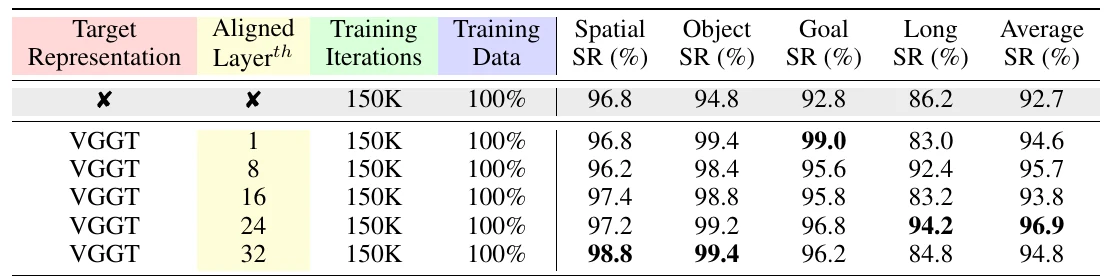 Target Representation Aligned Layer^th Training Iterations Training Data Spatial SR (%) Object SR (%) Goal SR (%) Long SR (%) Average SR (%)
✘ ✘ 150K 100% 96.8 94.8 92.8 86.2 92.7
VGGT 1 150K 100% 96.8 99.4 99.0 83.0 94.6
VGGT 8 150K 100% 96.2 98.4 95.6 92.4 95.7
VGGT 16 150K 100% 97.4 98.8 95.8 83.2 93.8
VGGT 24 150K 100% 97.2 99.2 96.8 94.2 96.9
VGGT 32 150K 100% 98.8 99.4 96.2 84.8 94.8